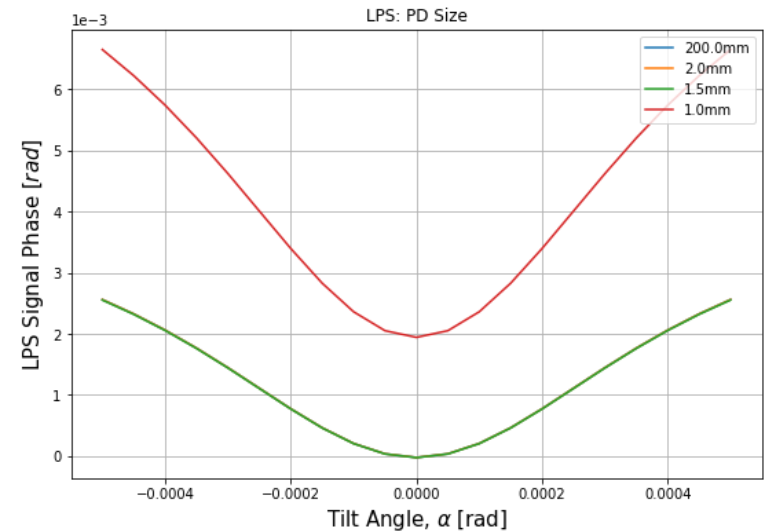 LPS: PD Size
1e−3
200.0mm
2.0mm
1.5mm
1.0mm
6
5
4
3
2
1
0
LPS Signal Phase [rad]
−0.0004
−0.0002
0.0000
0.0002
0.0004
Tilt Angle, α [rad]